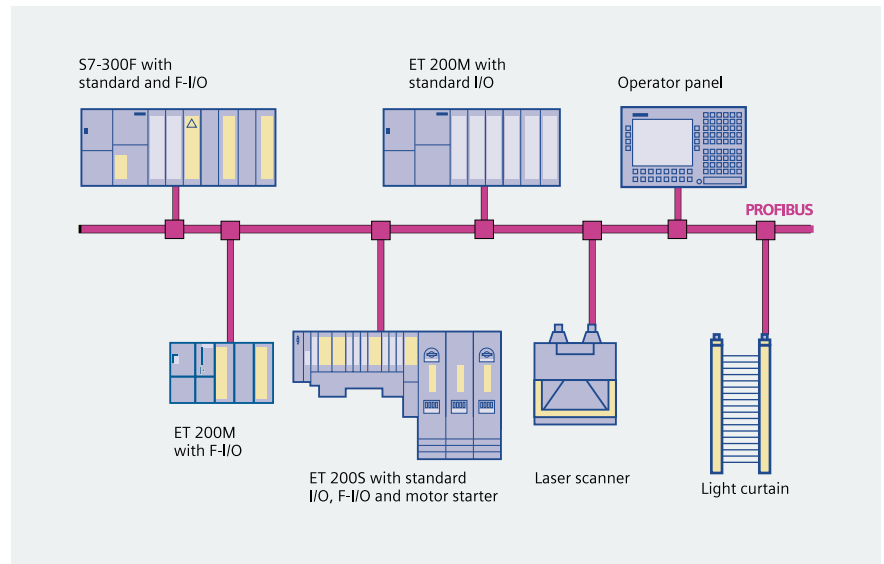 S7-300F with
standard and F-I/O
ET 200M with
standard I/O
Operator panel
PROFIBUS
ET 200M
with F-I/O
ET 200S with standard
I/O, F-I/O and motor starter
Laser scanner
Light curtain